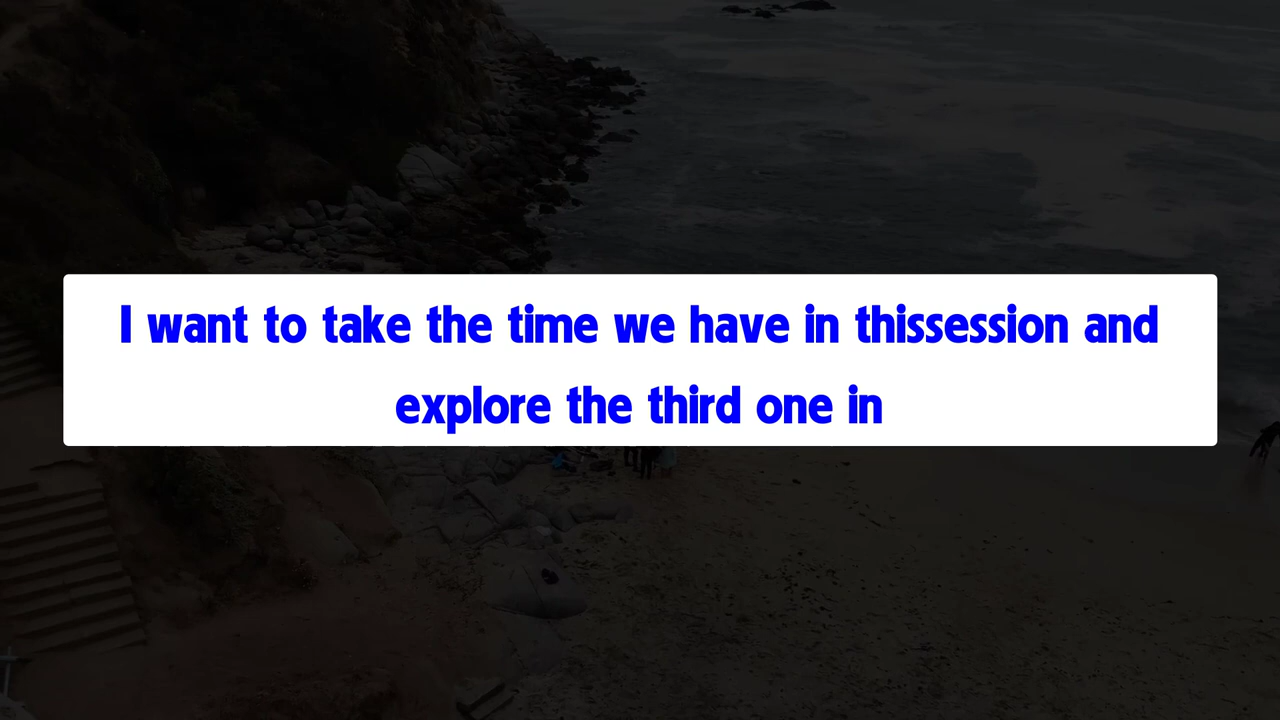 I want to take the time we have in thissession and
explore the third one in